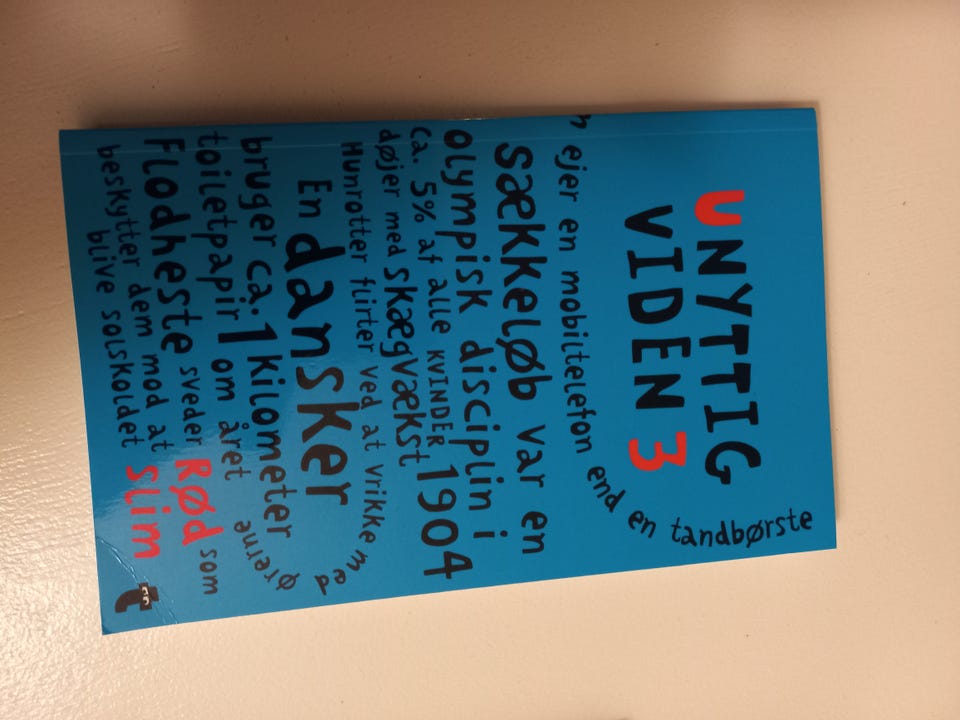 UNYTTIG
VIDEN 3
ejer en mobiltelefon end en tandbørste
sækkeløb var en
olympisk disciplin i 1904
Ca. 5% af alle KVINDER
døjer med skægvækst
Hunrotter flirter ved at vrikke med ørerne
En dansker
bruger ca. 1 kilometer
toiletpapir om året
Flodheste sveder RØD SLIM som
beskytter dem mod at
blive solskoldet
t